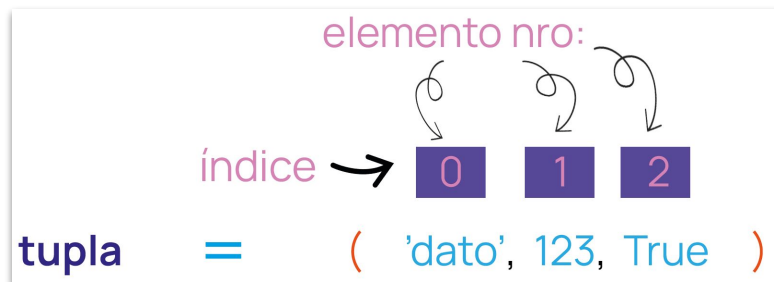 elemento nro:
índice 0 1 2
tupla = ( 'dato', 123, True )